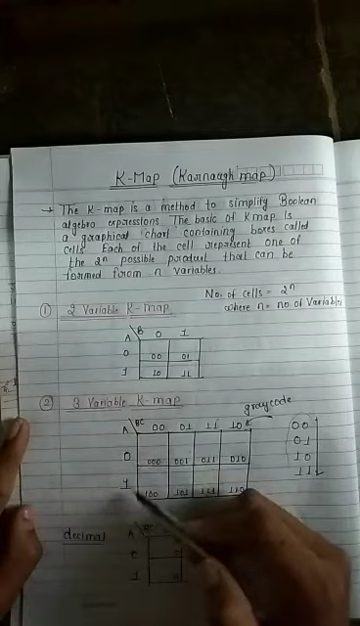 K-Map (Karnaugh map)
→ The K-map is a method to simplify Boolean
algebra expressions. The basic of K map is
a graphical chart containing boxes called
cells. Each of the cell represent one of
the 2ⁿ possible product that can be
formed from n variables.
No. of cells = 2ⁿ
where n = no. of Variables
① 2 Variable K-map
A B 0 1
0 00 01
1 10 11
② 3 Variable K-map
gray code
A BC 00 01 11 10
0 000 001 011 010
1 100 101 111 110
00
01
10
11
decimal
A
0
1